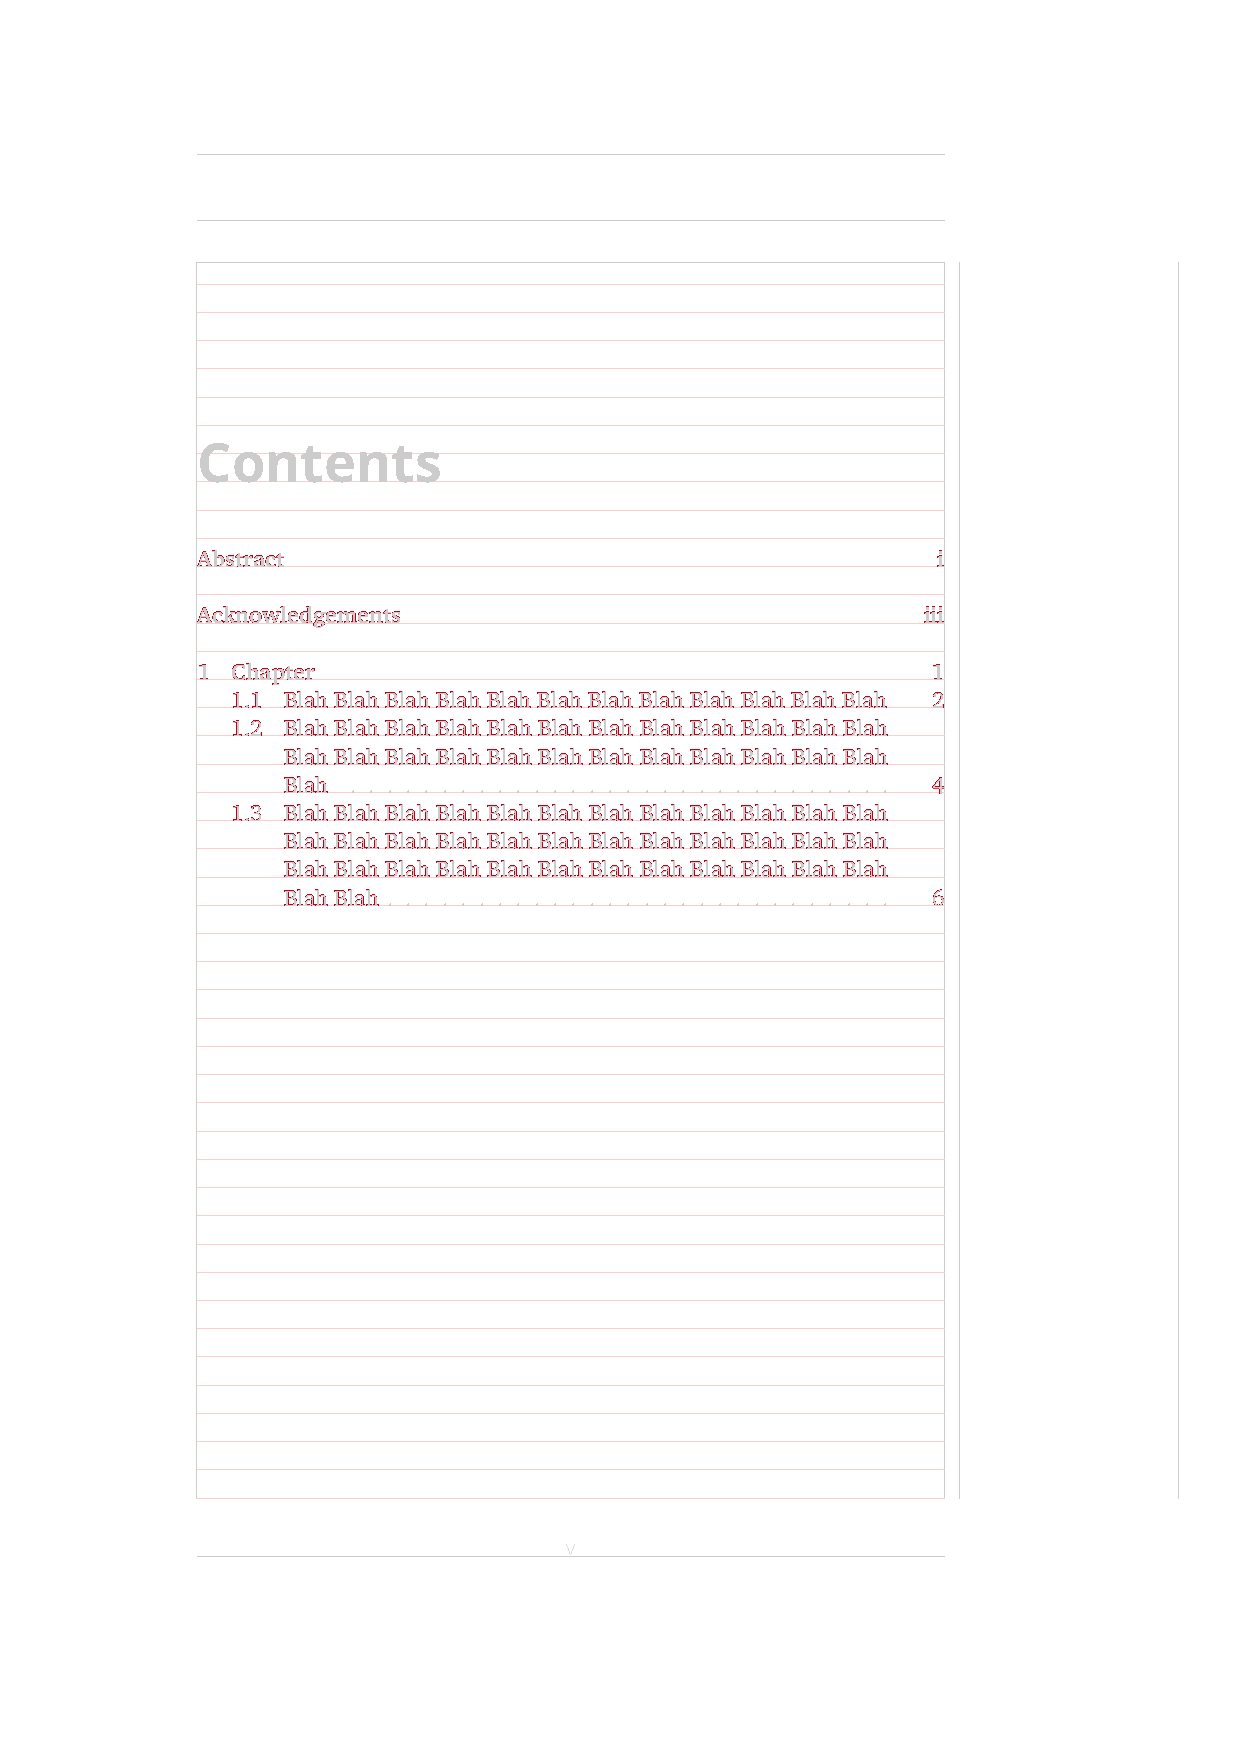 Contents
Abstract i
Acknowledgements iii
1 Chapter 1
1.1 Blah Blah Blah Blah Blah Blah Blah Blah Blah Blah Blah Blah 2
1.2 Blah Blah Blah Blah Blah Blah Blah Blah Blah Blah Blah Blah
Blah Blah Blah Blah Blah Blah Blah Blah Blah Blah Blah Blah
Blah . . . . . . . . . . . . . . . . . . . . . . . . . . . . . . 4
1.3 Blah Blah Blah Blah Blah Blah Blah Blah Blah Blah Blah Blah
Blah Blah Blah Blah Blah Blah Blah Blah Blah Blah Blah Blah
Blah Blah Blah Blah Blah Blah Blah Blah Blah Blah Blah Blah
Blah Blah . . . . . . . . . . . . . . . . . . . . . . . . . . . . 6
v